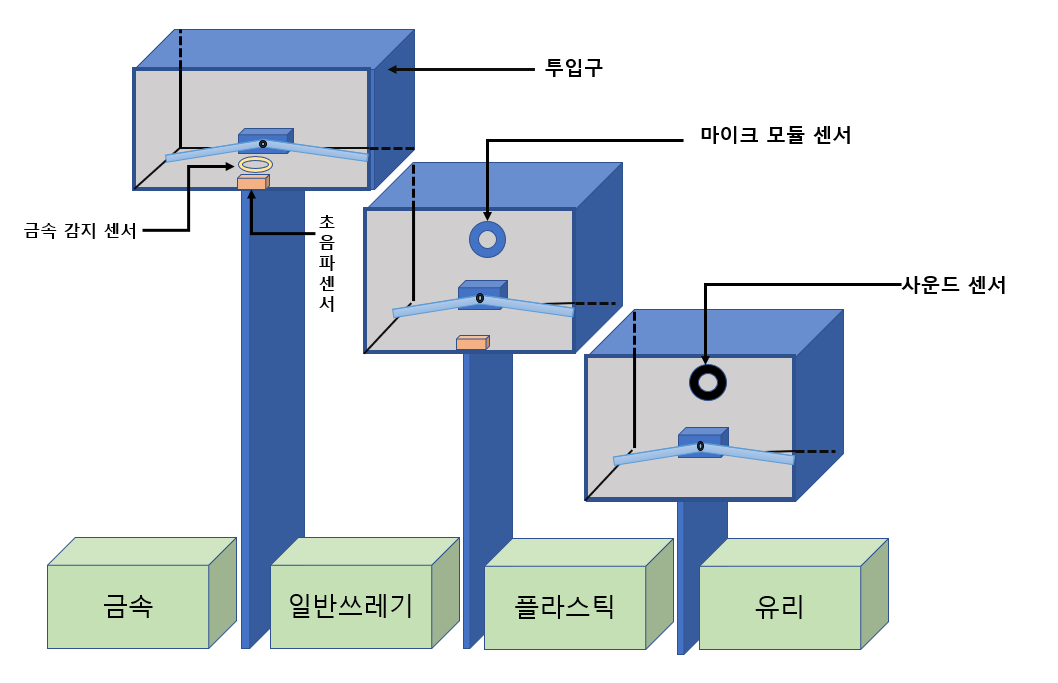 투입구
마이크 모듈 센서
금속 감지 센서
초
음
파
센
서
사운드 센서
금속
일반쓰레기
플라스틱
유리